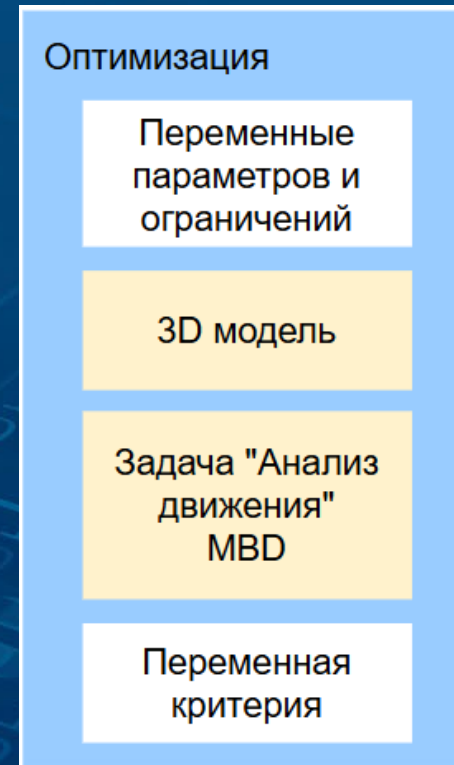 Оптимизация
Переменные
параметров и
ограничений
3D модель
Задача "Анализ
движения"
MBD
Переменная
критерия